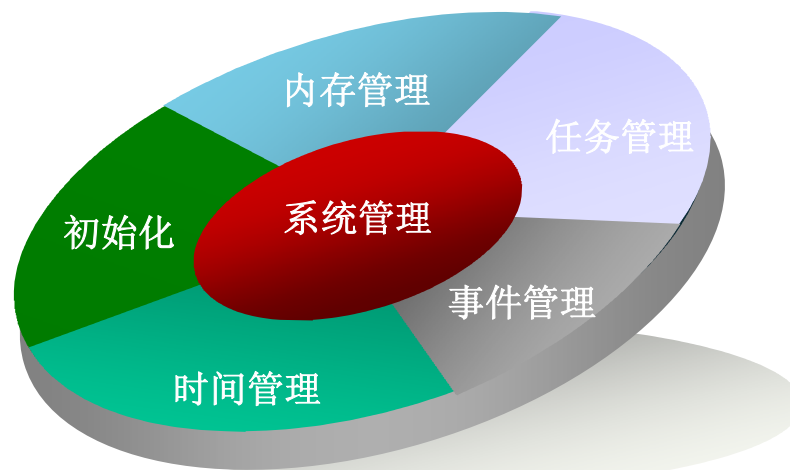 内存管理
任务管理
系统管理
初始化
事件管理
时间管理